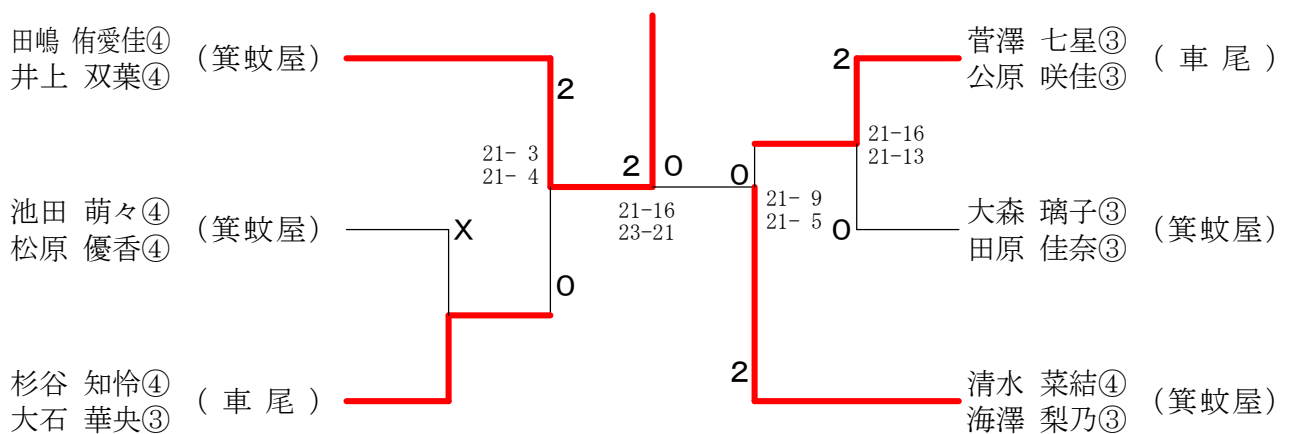 田嶋 侑愛佳④
井上 双葉④
(箕蚊屋)
2
21- 3
21- 4
池田 萌々④
松原 優香④
(箕蚊屋)
X
0
杉谷 知怜④
大石 華央③
( 車 尾 )
2 0
21-16
23-21
菅澤 七星③
公原 咲佳③
( 車 尾 )
2
21-16
21-13
0
21- 9
21- 5
0
大森 璃子③
田原 佳奈③
(箕蚊屋)
2
清水 菜結④
海澤 梨乃③
(箕蚊屋)